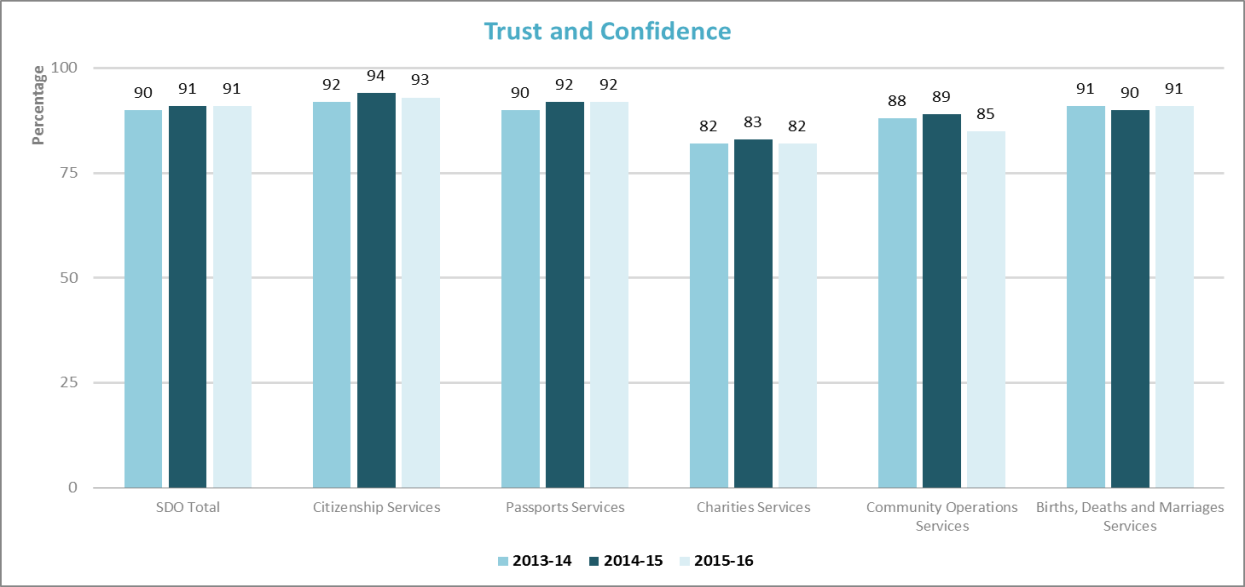 Trust and Confidence
Percentage
100
75
50
25
0
90 91 91
92 94 93
90 92 92
82 83 82
88 89 85
91 90 91
SDO Total
Citizenship Services
Passports Services
Charities Services
Community Operations
Services
Births, Deaths and Marriages
Services
2013-14 2014-15 2015-16